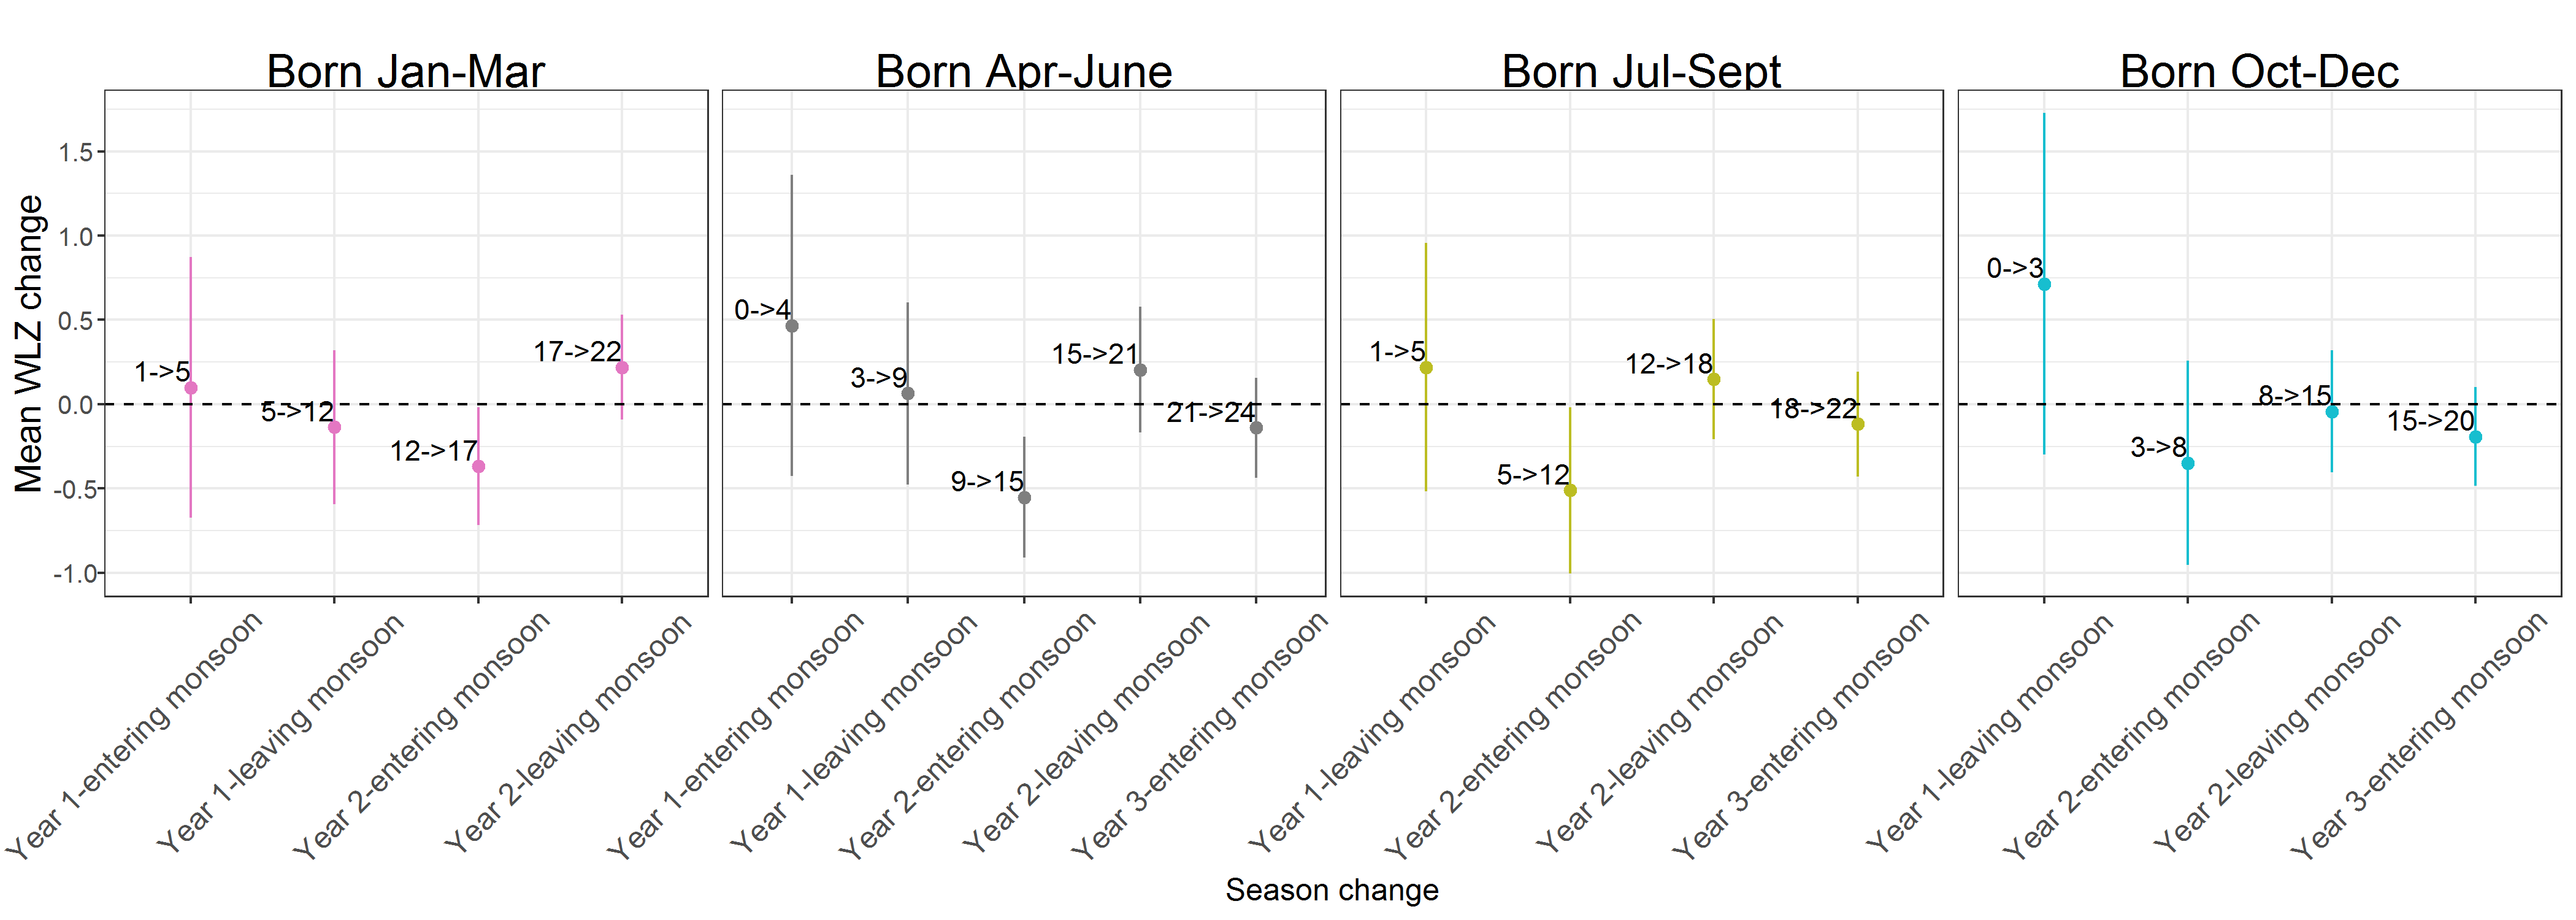 Born Jan-Mar
Born Apr-June
Born Jul-Sept
Born Oct-Dec
Mean WLZ change
1.5
1.0
0.5
0.0
-0.5
-1.0
1->5
5->12
12->17
17->22
0->4
3->9
9->15
15->21
21->24
1->5
5->12
12->18
18->22
0->3
3->8
8->15
15->20
Year 1-entering monsoon
Year 1-leaving monsoon
Year 2-entering monsoon
Year 2-leaving monsoon
Year 1-entering monsoon
Year 1-leaving monsoon
Year 2-entering monsoon
Year 2-leaving monsoon
Year 3-entering monsoon
Year 1-leaving monsoon
Year 2-entering monsoon
Year 2-leaving monsoon
Year 3-entering monsoon
Year 1-leaving monsoon
Year 2-entering monsoon
Year 2-leaving monsoon
Year 3-entering monsoon
Season change